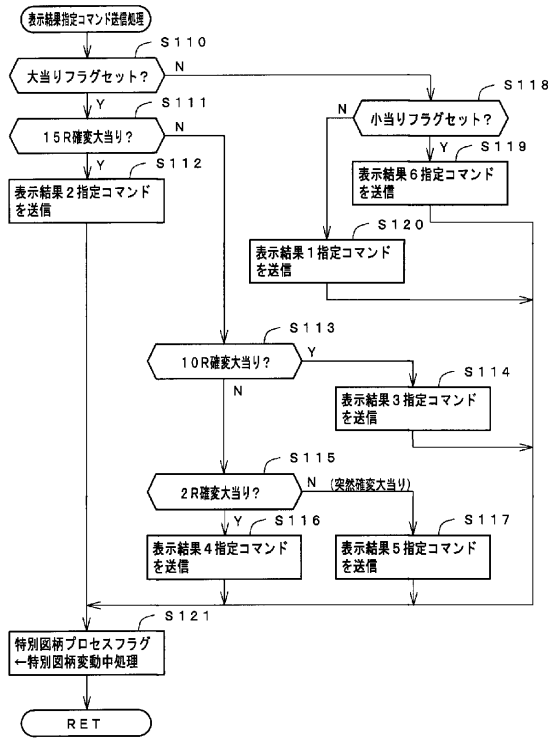 表示結果指定コマンド送信処理
S110
大当りフラグセット？
N
Y
S111
15R確変大当り？
N
Y
S112
表示結果2指定コマンド
を送信
S118
小当りフラグセット？
N
Y
S119
表示結果6指定コマンド
を送信
S120
表示結果1指定コマンド
を送信
S113
10R確変大当り？
Y
N
S114
表示結果3指定コマンド
を送信
S115
2R確変大当り？
N
(突然確変大当り)
Y
S116
表示結果4指定コマンド
を送信
S117
表示結果5指定コマンド
を送信
S121
特別図柄プロセスフラグ
←特別図柄変動中処理
RET